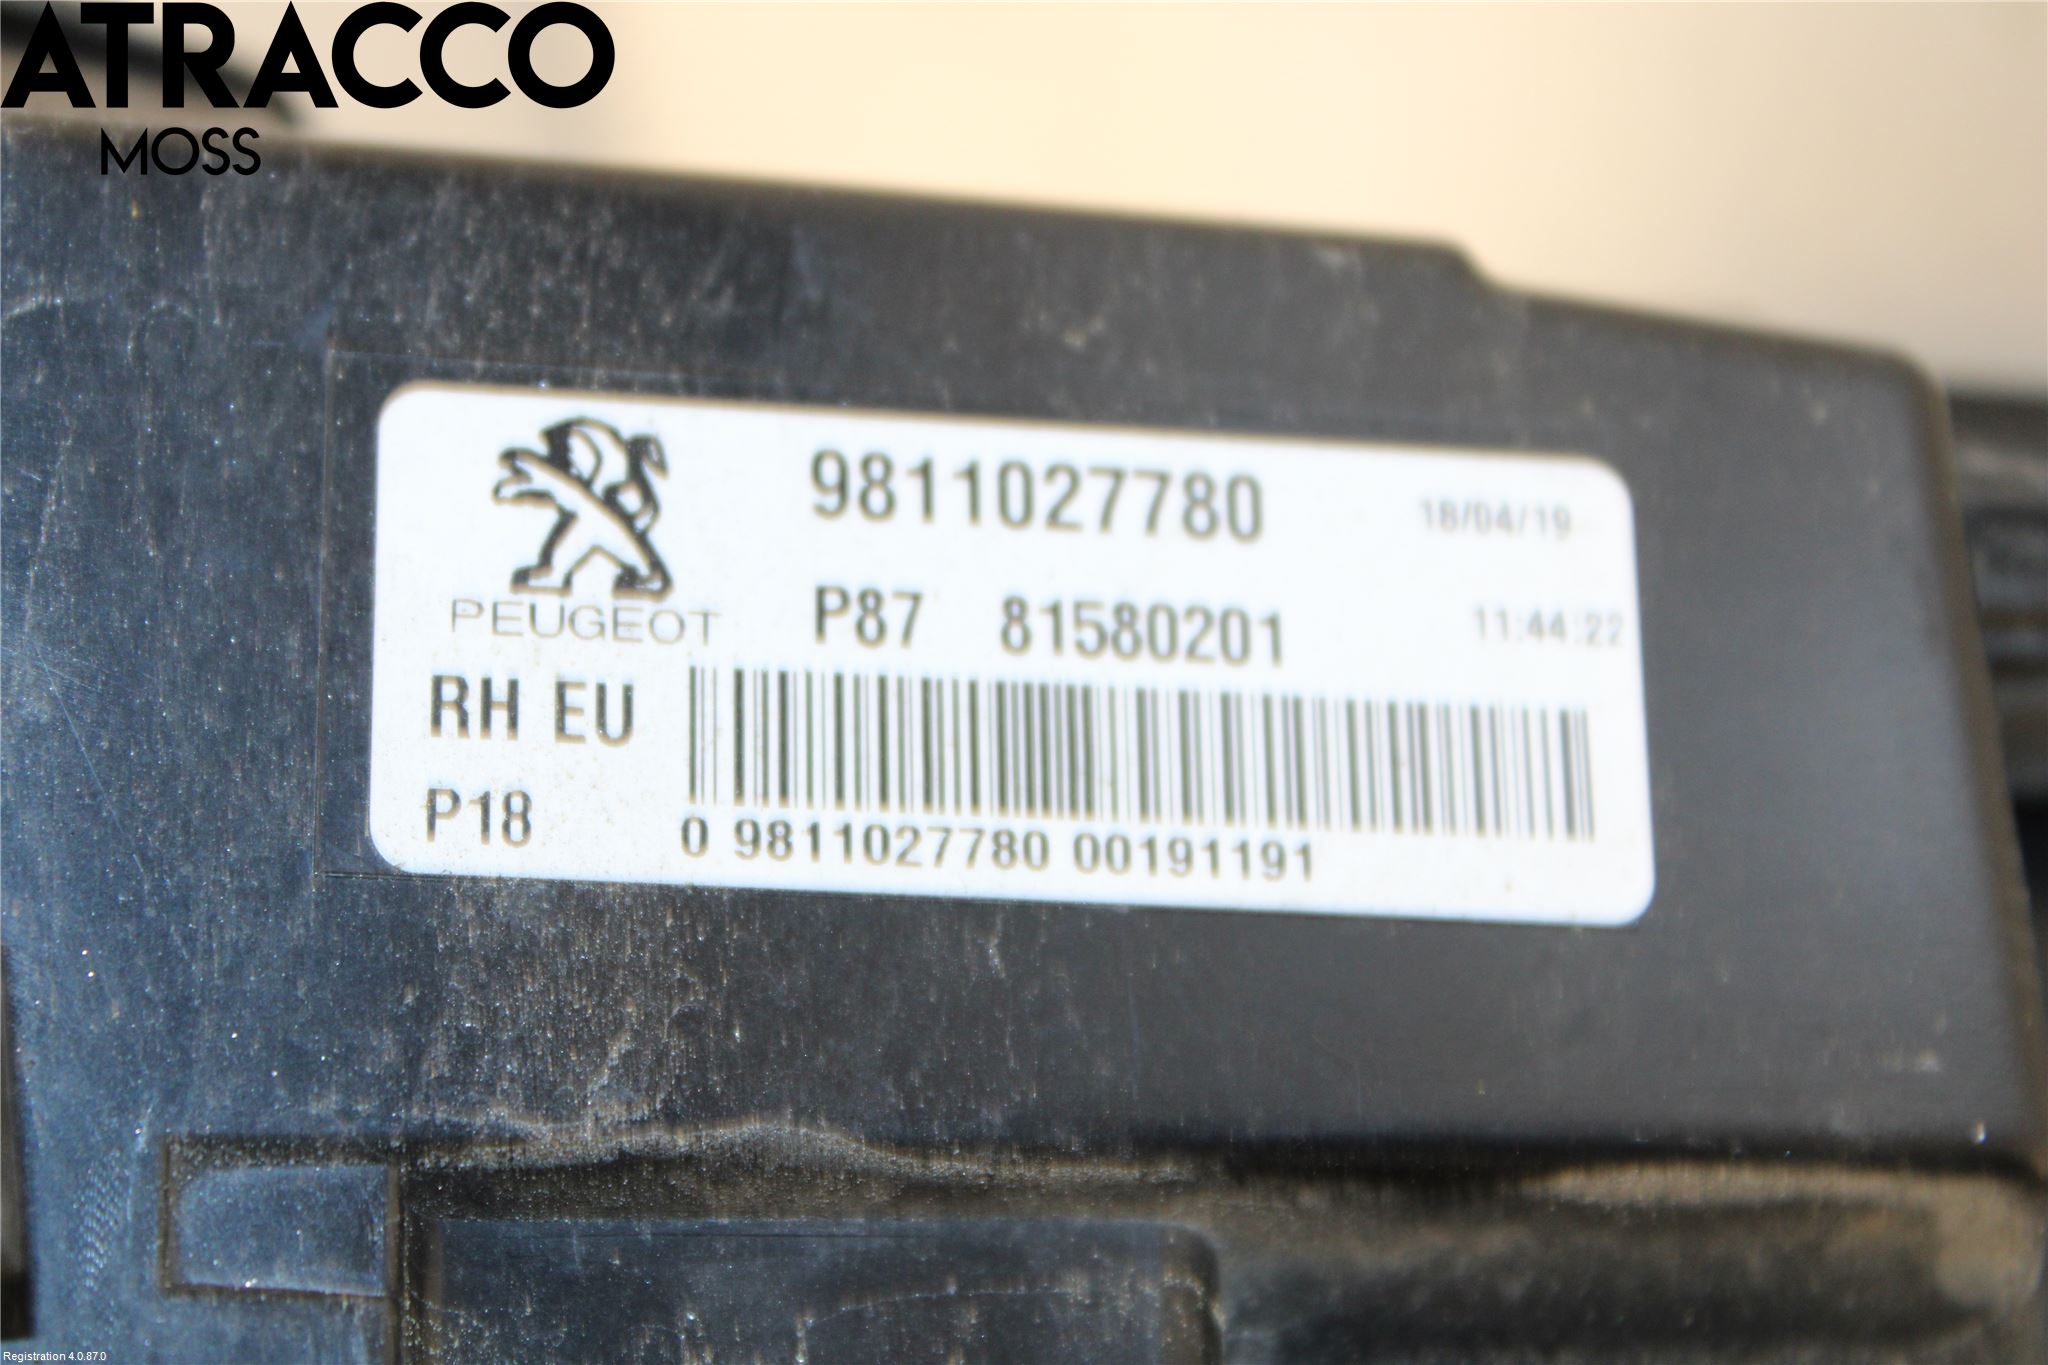 ATRACCO
MOSS
9811027780 18/04/19
PEUGEOT P87 81580201 11:44:22
RH EU
P18
0 9811027780 00191191
Registration 4.0.87.0